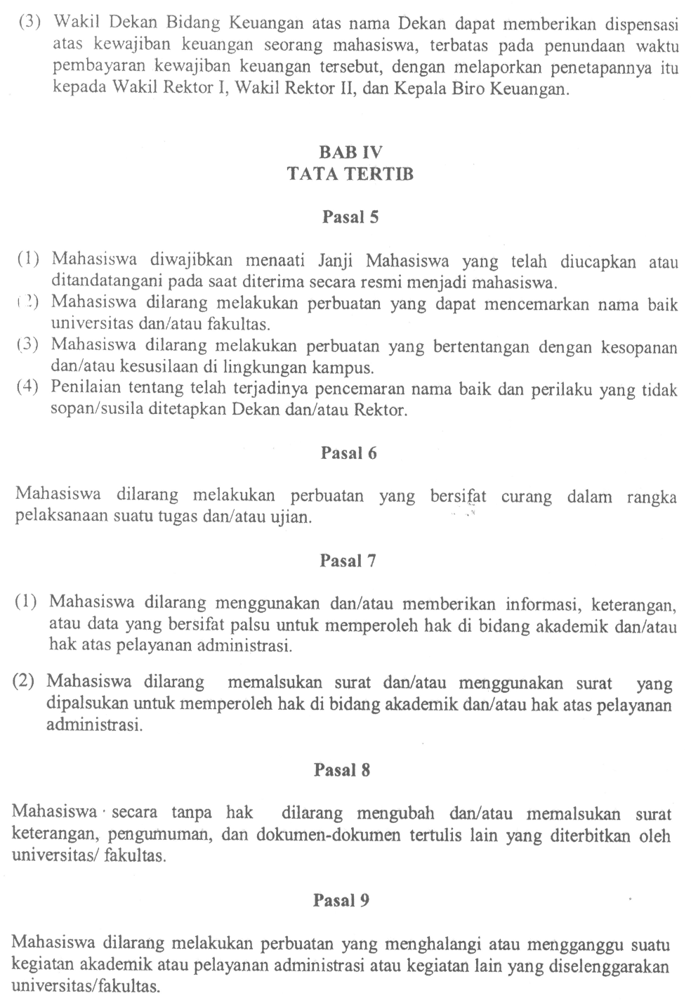 (3) Wakil Dekan Bidang Keuangan atas nama Dekan dapat memberikan dispensasi
atas kewajiban keuangan seorang mahasiswa, terbatas pada penundaan waktu
pembayaran kewajiban keuangan tersebut, dengan melaporkan penetapannya itu
kepada Wakil Rektor I, Wakil Rektor II, dan Kepala Biro Keuangan.
BAB IV
TATA TERTIB
Pasal 5
(1) Mahasiswa diwajibkan menaati Janji Mahasiswa yang telah diucapkan atau
ditandatangani pada saat diterima secara resmi menjadi mahasiswa.
(2) Mahasiswa dilarang melakukan perbuatan yang dapat mencemarkan nama baik
universitas dan/atau fakultas.
(3) Mahasiswa dilarang melakukan perbuatan yang bertentangan dengan kesopanan
dan/atau kesusilaan di lingkungan kampus.
(4) Penilaian tentang telah terjadinya pencemaran nama baik dan perilaku yang tidak
sopan/susila ditetapkan Dekan dan/atau Rektor.
Pasal 6
Mahasiswa dilarang melakukan perbuatan yang bersifat curang dalam rangka
pelaksanaan suatu tugas dan/atau ujian.
Pasal 7
(1) Mahasiswa dilarang menggunakan dan/atau memberikan informasi, keterangan,
atau data yang bersifat palsu untuk memperoleh hak di bidang akademik dan/atau
hak atas pelayanan administrasi.
(2) Mahasiswa dilarang memalsukan surat dan/atau menggunakan surat yang
dipalsukan untuk memperoleh hak di bidang akademik dan/atau hak atas pelayanan
administrasi.
Pasal 8
Mahasiswa secara tanpa hak dilarang mengubah dan/atau memalsukan surat
keterangan, pengumuman, dan dokumen-dokumen tertulis lain yang diterbitkan oleh
universitas/ fakultas.
Pasal 9
Mahasiswa dilarang melakukan perbuatan yang menghalangi atau mengganggu suatu
kegiatan akademik atau pelayanan administrasi atau kegiatan lain yang diselenggarakan
universitas/fakultas.